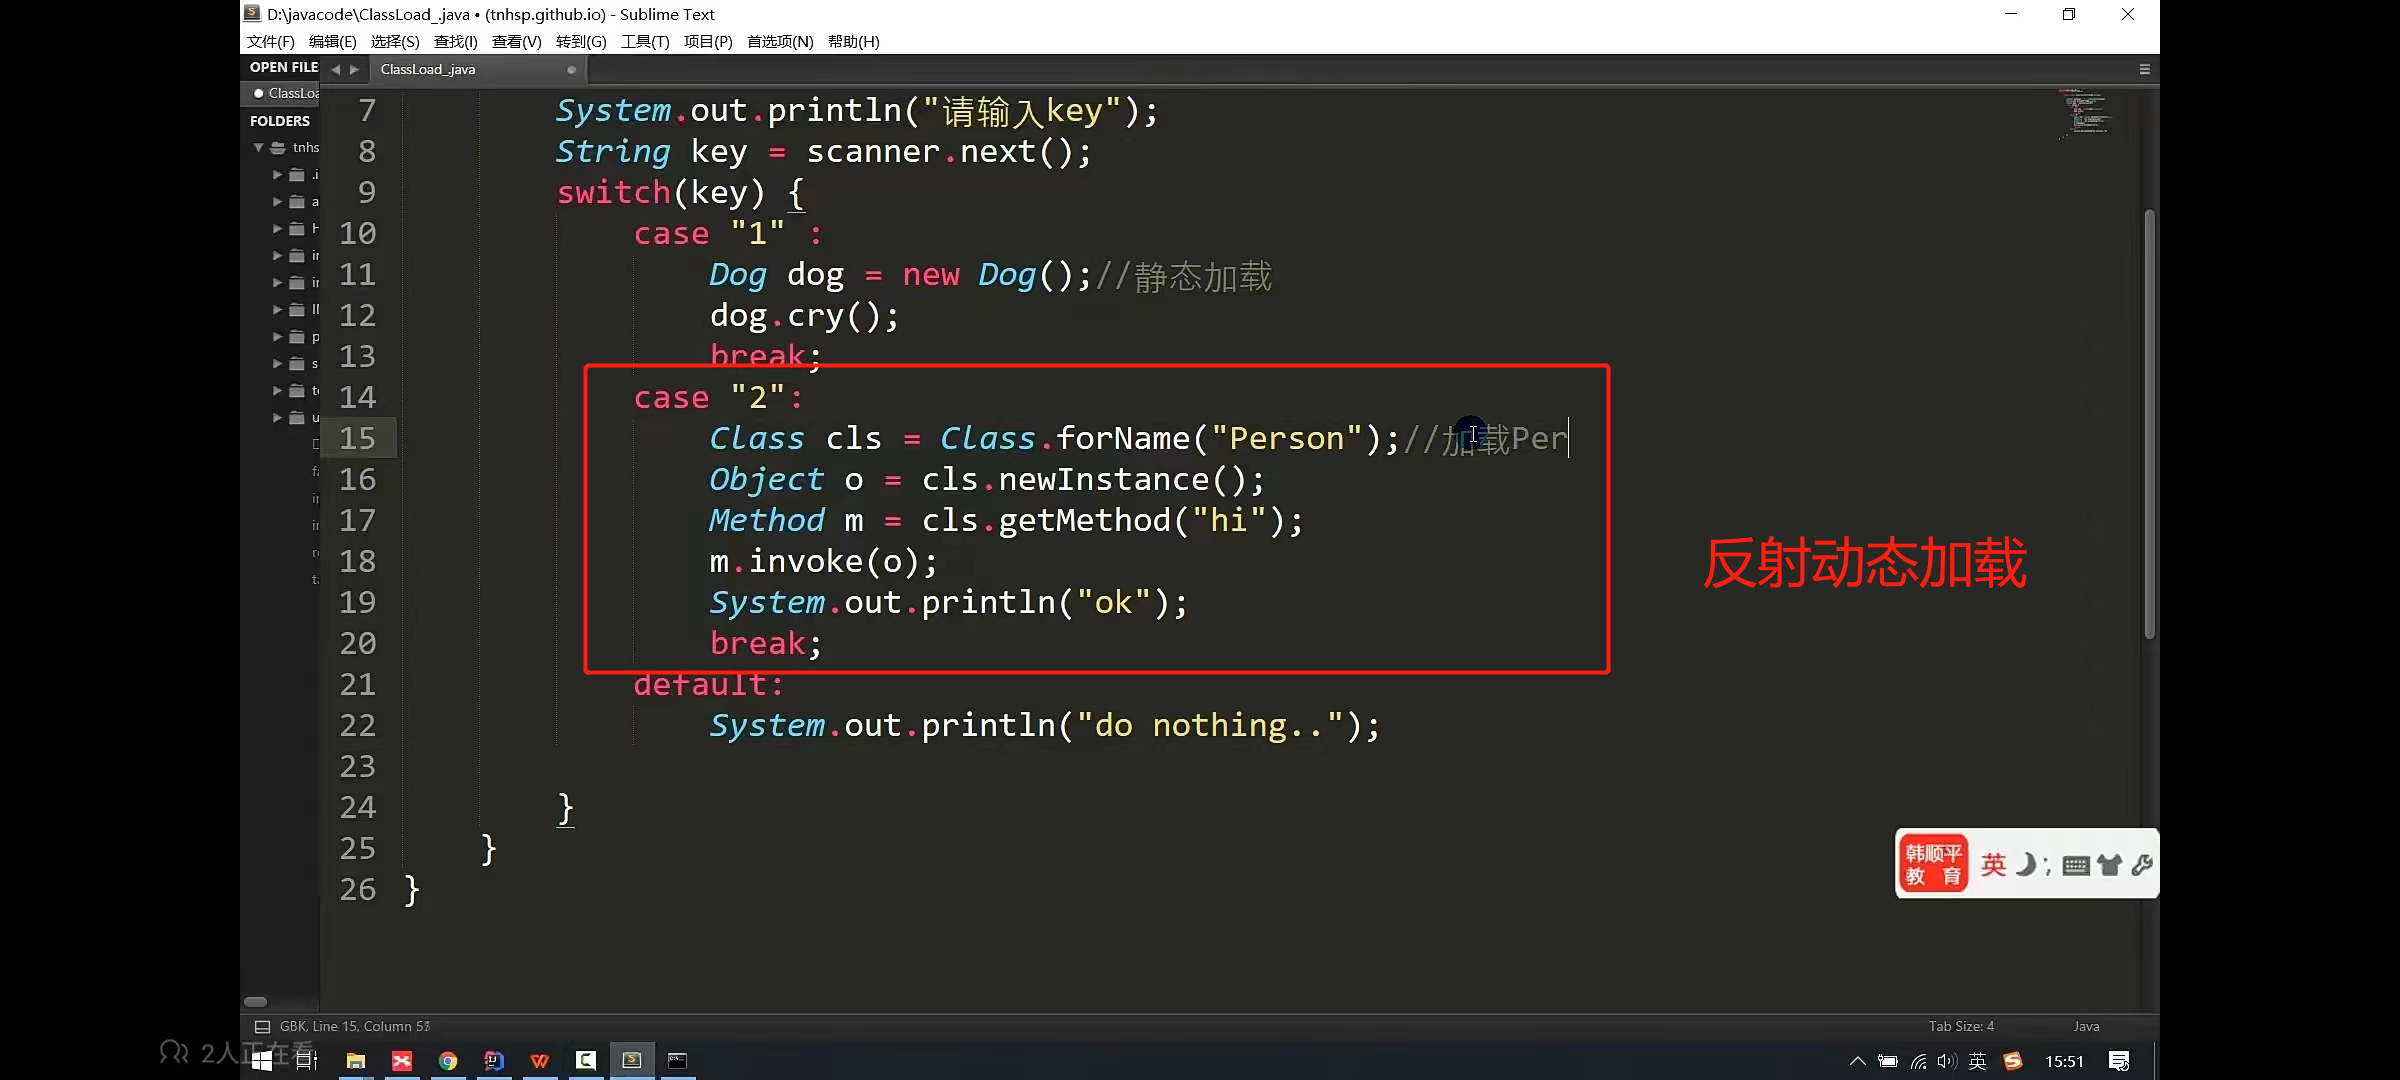 D:\javacode\ClassLoad_.java • (tnhsp.github.io) - Sublime Text
文件(F) 编辑(E) 选择(S) 查找(I) 查看(V) 转到(G) 工具(T) 项目(P) 首选项(N) 帮助(H)
OPEN FILE
ClassLoad_.java
ClassLoa
FOLDERS
tnhs
7 System.out.println("请输入key");
8 String key = scanner.next();
9 switch(key) {
10 case "1" :
11 Dog dog = new Dog();//静态加载
12 dog.cry();
13 break;
14 case "2":
15 Class cls = Class.forName("Person");//加载Per
16 Object o = cls.newInstance();
17 Method m = cls.getMethod("hi");
18 m.invoke(o);
19 System.out.println("ok");
20 break;
21 default:
22 System.out.println("do nothing..");
23
24 }
25 }
26 }
反射动态加载
韩顺平
教 育
英
GBK, Line 15, Column
Tab Size: 4
Java
2人正在看
英
15:51